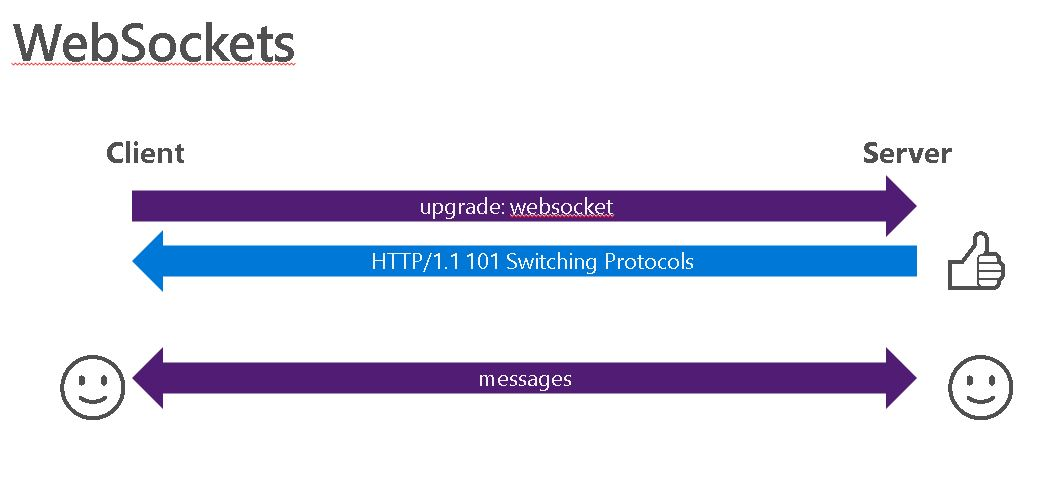 WebSockets
Client
Server
upgrade: websocket
HTTP/1.1 101 Switching Protocols
messages